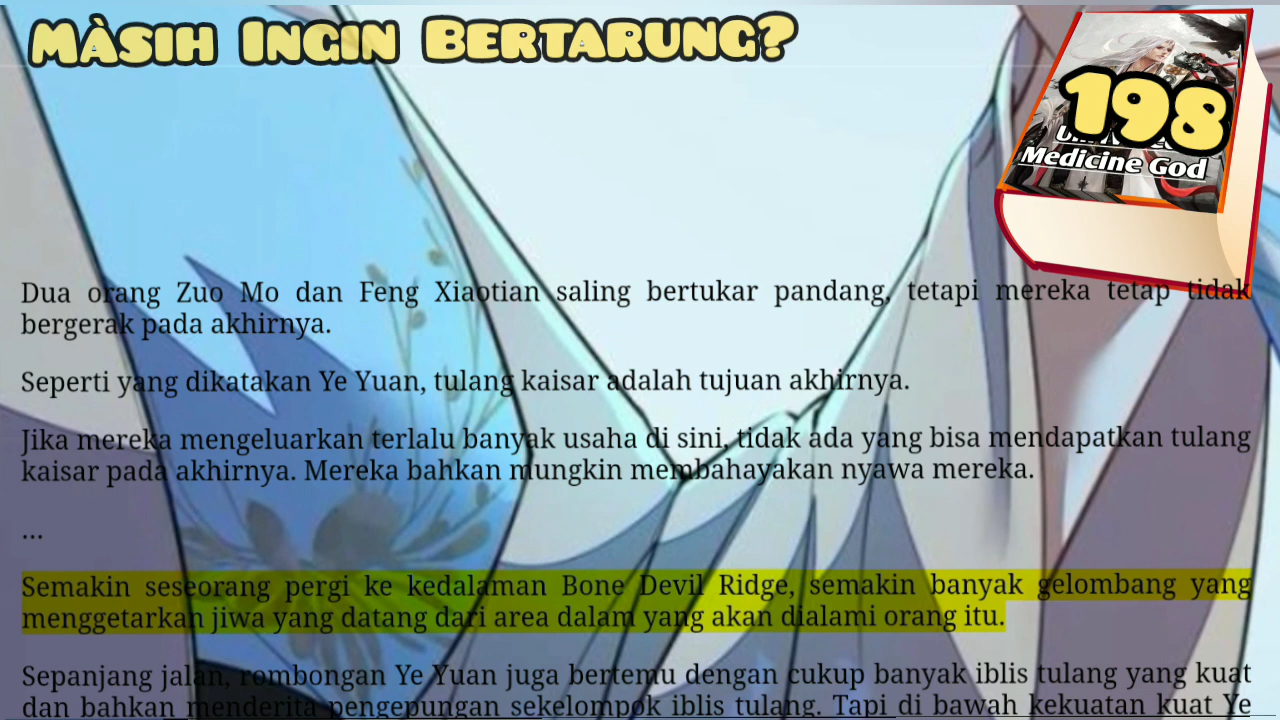 Màsih Ingin Bertarung?
198
Medicine God
Dua orang Zuo Mo dan Feng Xiaotian saling bertukar pandang, tetapi mereka tetap tidak
bergerak pada akhirnya.
Seperti yang dikatakan Ye Yuan, tulang kaisar adalah tujuan akhirnya.
Jika mereka mengeluarkan terlalu banyak usaha di sini, tidak ada yang bisa mendapatkan tulang
kaisar pada akhirnya. Mereka bahkan mungkin membahayakan nyawa mereka.
...
Semakin seseorang pergi ke kedalaman Bone Devil Ridge, semakin banyak gelombang yang
menggetarkan jiwa yang datang dari area dalam yang akan dialami orang itu.
Sepanjang jalan, rombongan Ye Yuan juga bertemu dengan cukup banyak iblis tulang yang kuat
dan bahkan menderita pengepungan sekelompok iblis tulang. Tapi di bawah kekuatan kuat Ye